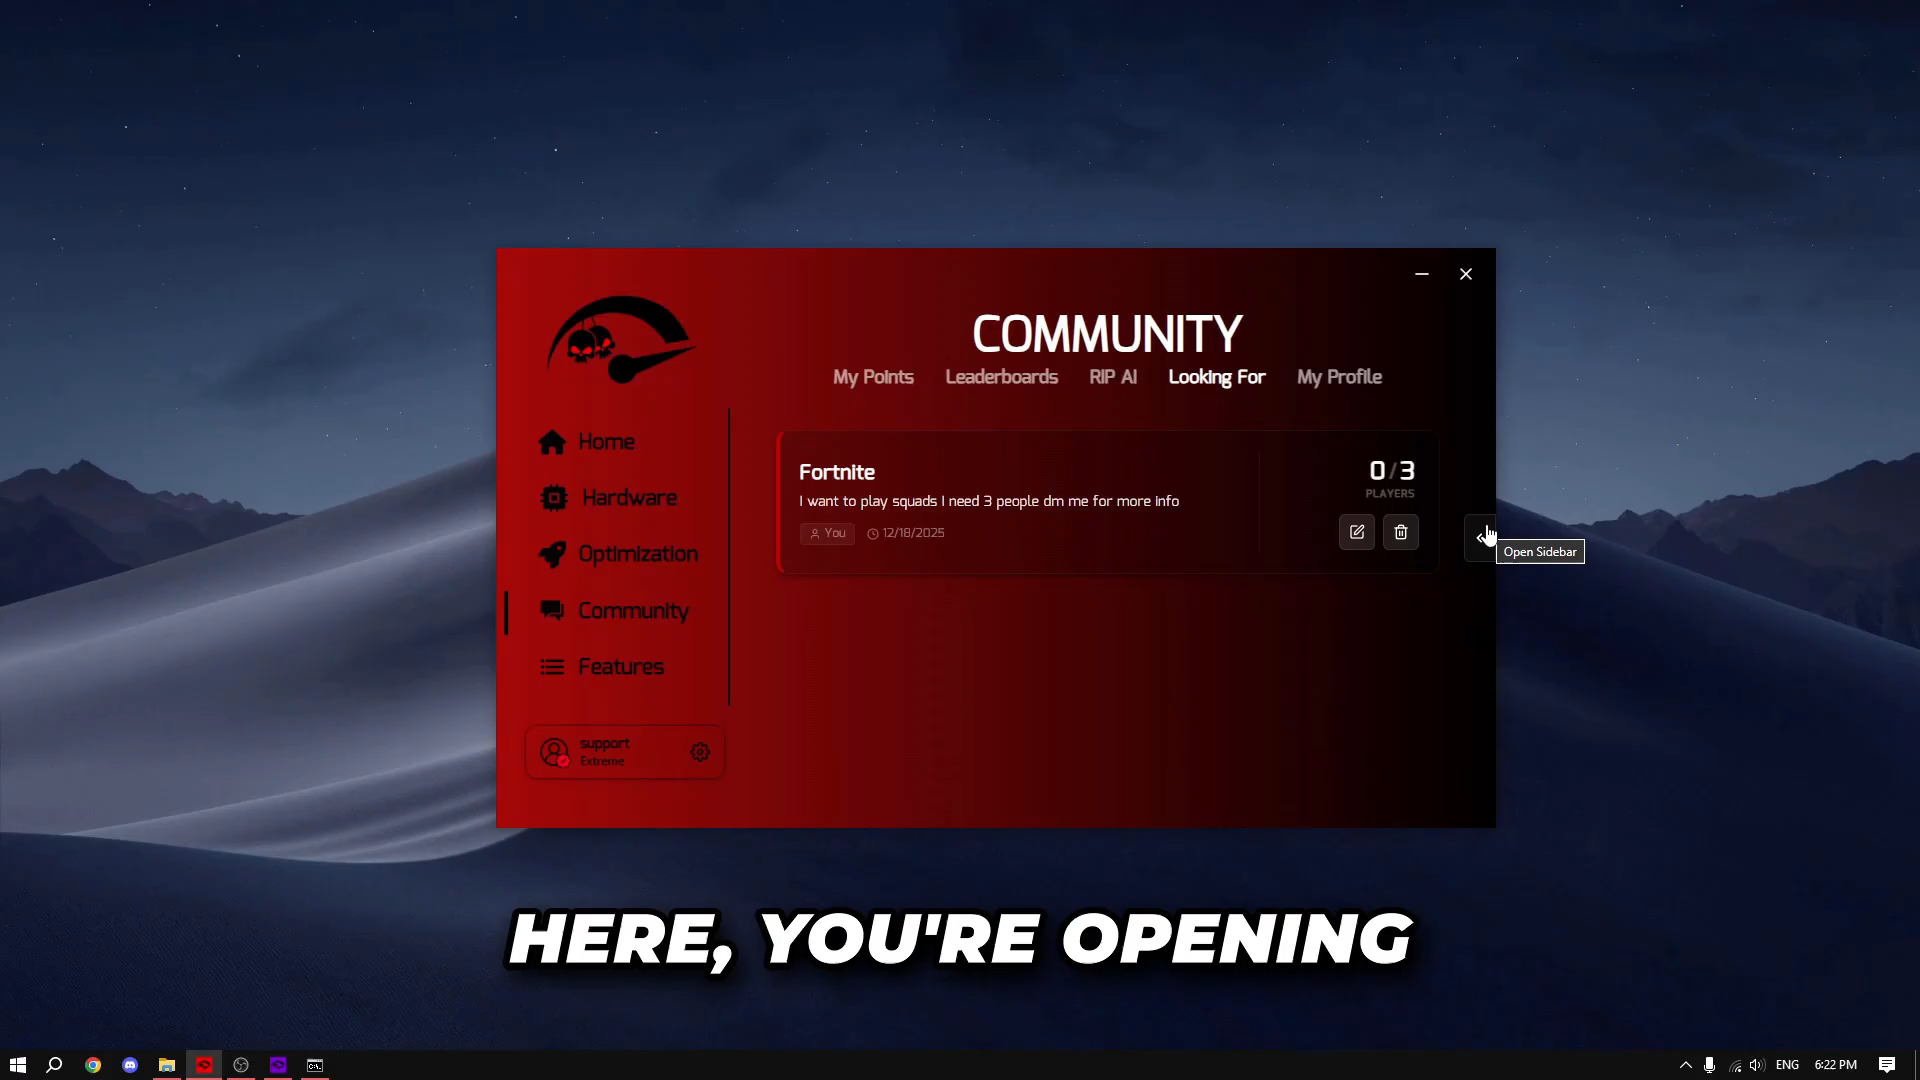 COMMUNITY
My Points Leaderboards RIP AI Looking For My Profile
Home
Hardware
Optimization
Community
Features
support
Extreme
Fortnite
I want to play squads I need 3 people dm me for more info
You 12/18/2025
0/3
PLAYERS
Open Sidebar
HERE, YOU'RE OPENING
ENG 6:22 PM